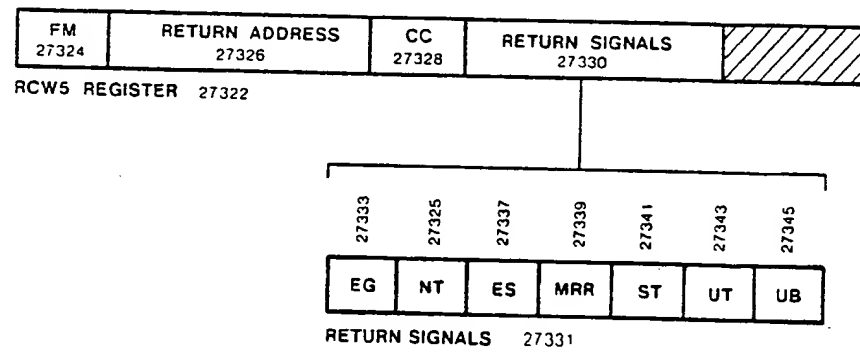 FM RETURN ADDRESS CC RETURN SIGNALS
27324 27326 27328 27330
RCWS REGISTER 27322
27333 27325 27337 27339 27341 27343 27345
EG NT ES MRR ST UT UB
RETURN SIGNALS 27331